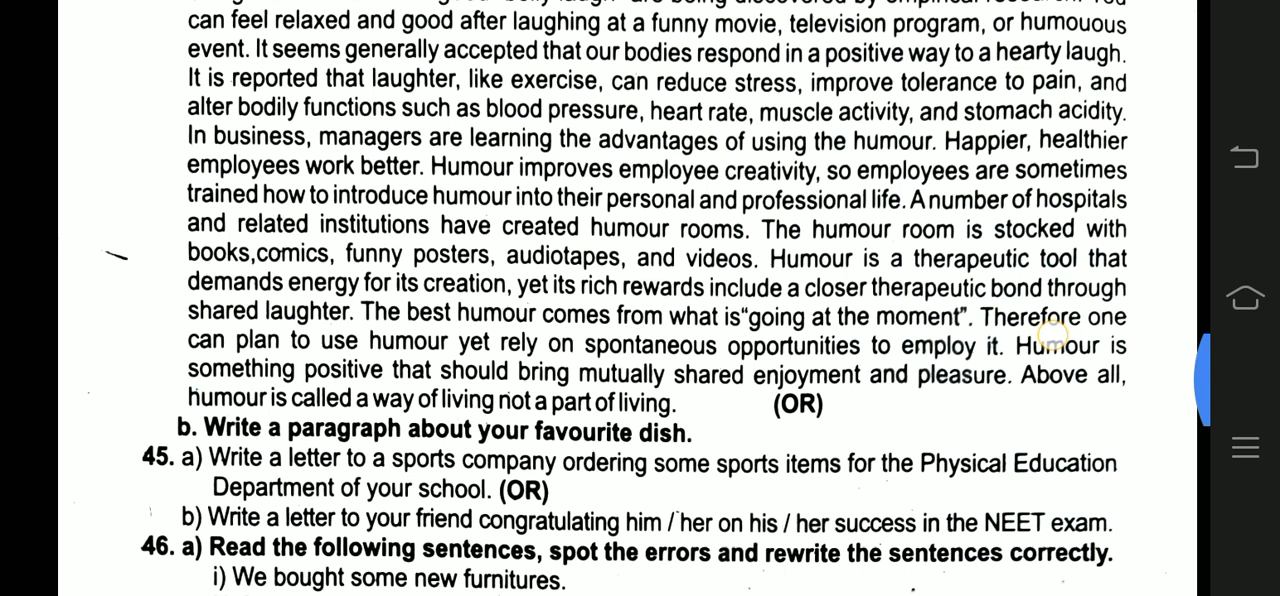 can feel relaxed and good after laughing at a funny movie, television program, or humouous
event. It seems generally accepted that our bodies respond in a positive way to a hearty laugh.
It is reported that laughter, like exercise, can reduce stress, improve tolerance to pain, and
alter bodily functions such as blood pressure, heart rate, muscle activity, and stomach acidity.
In business, managers are learning the advantages of using the humour. Happier, healthier
employees work better. Humour improves employee creativity, so employees are sometimes
trained how to introduce humour into their personal and professional life. A number of hospitals
and related institutions have created humour rooms. The humour room is stocked with
books,comics, funny posters, audiotapes, and videos. Humour is a therapeutic tool that
demands energy for its creation, yet its rich rewards include a closer therapeutic bond through
shared laughter. The best humour comes from what is“going at the moment”. Therefore one
can plan to use humour yet rely on spontaneous opportunities to employ it. Humour is
something positive that should bring mutually shared enjoyment and pleasure. Above all,
humour is called a way of living not a part of living. (OR)
b. Write a paragraph about your favourite dish.
45. a) Write a letter to a sports company ordering some sports items for the Physical Education
Department of your school. (OR)
b) Write a letter to your friend congratulating him / her on his / her success in the NEET exam.
46. a) Read the following sentences, spot the errors and rewrite the sentences correctly.
i) We bought some new furnitures.